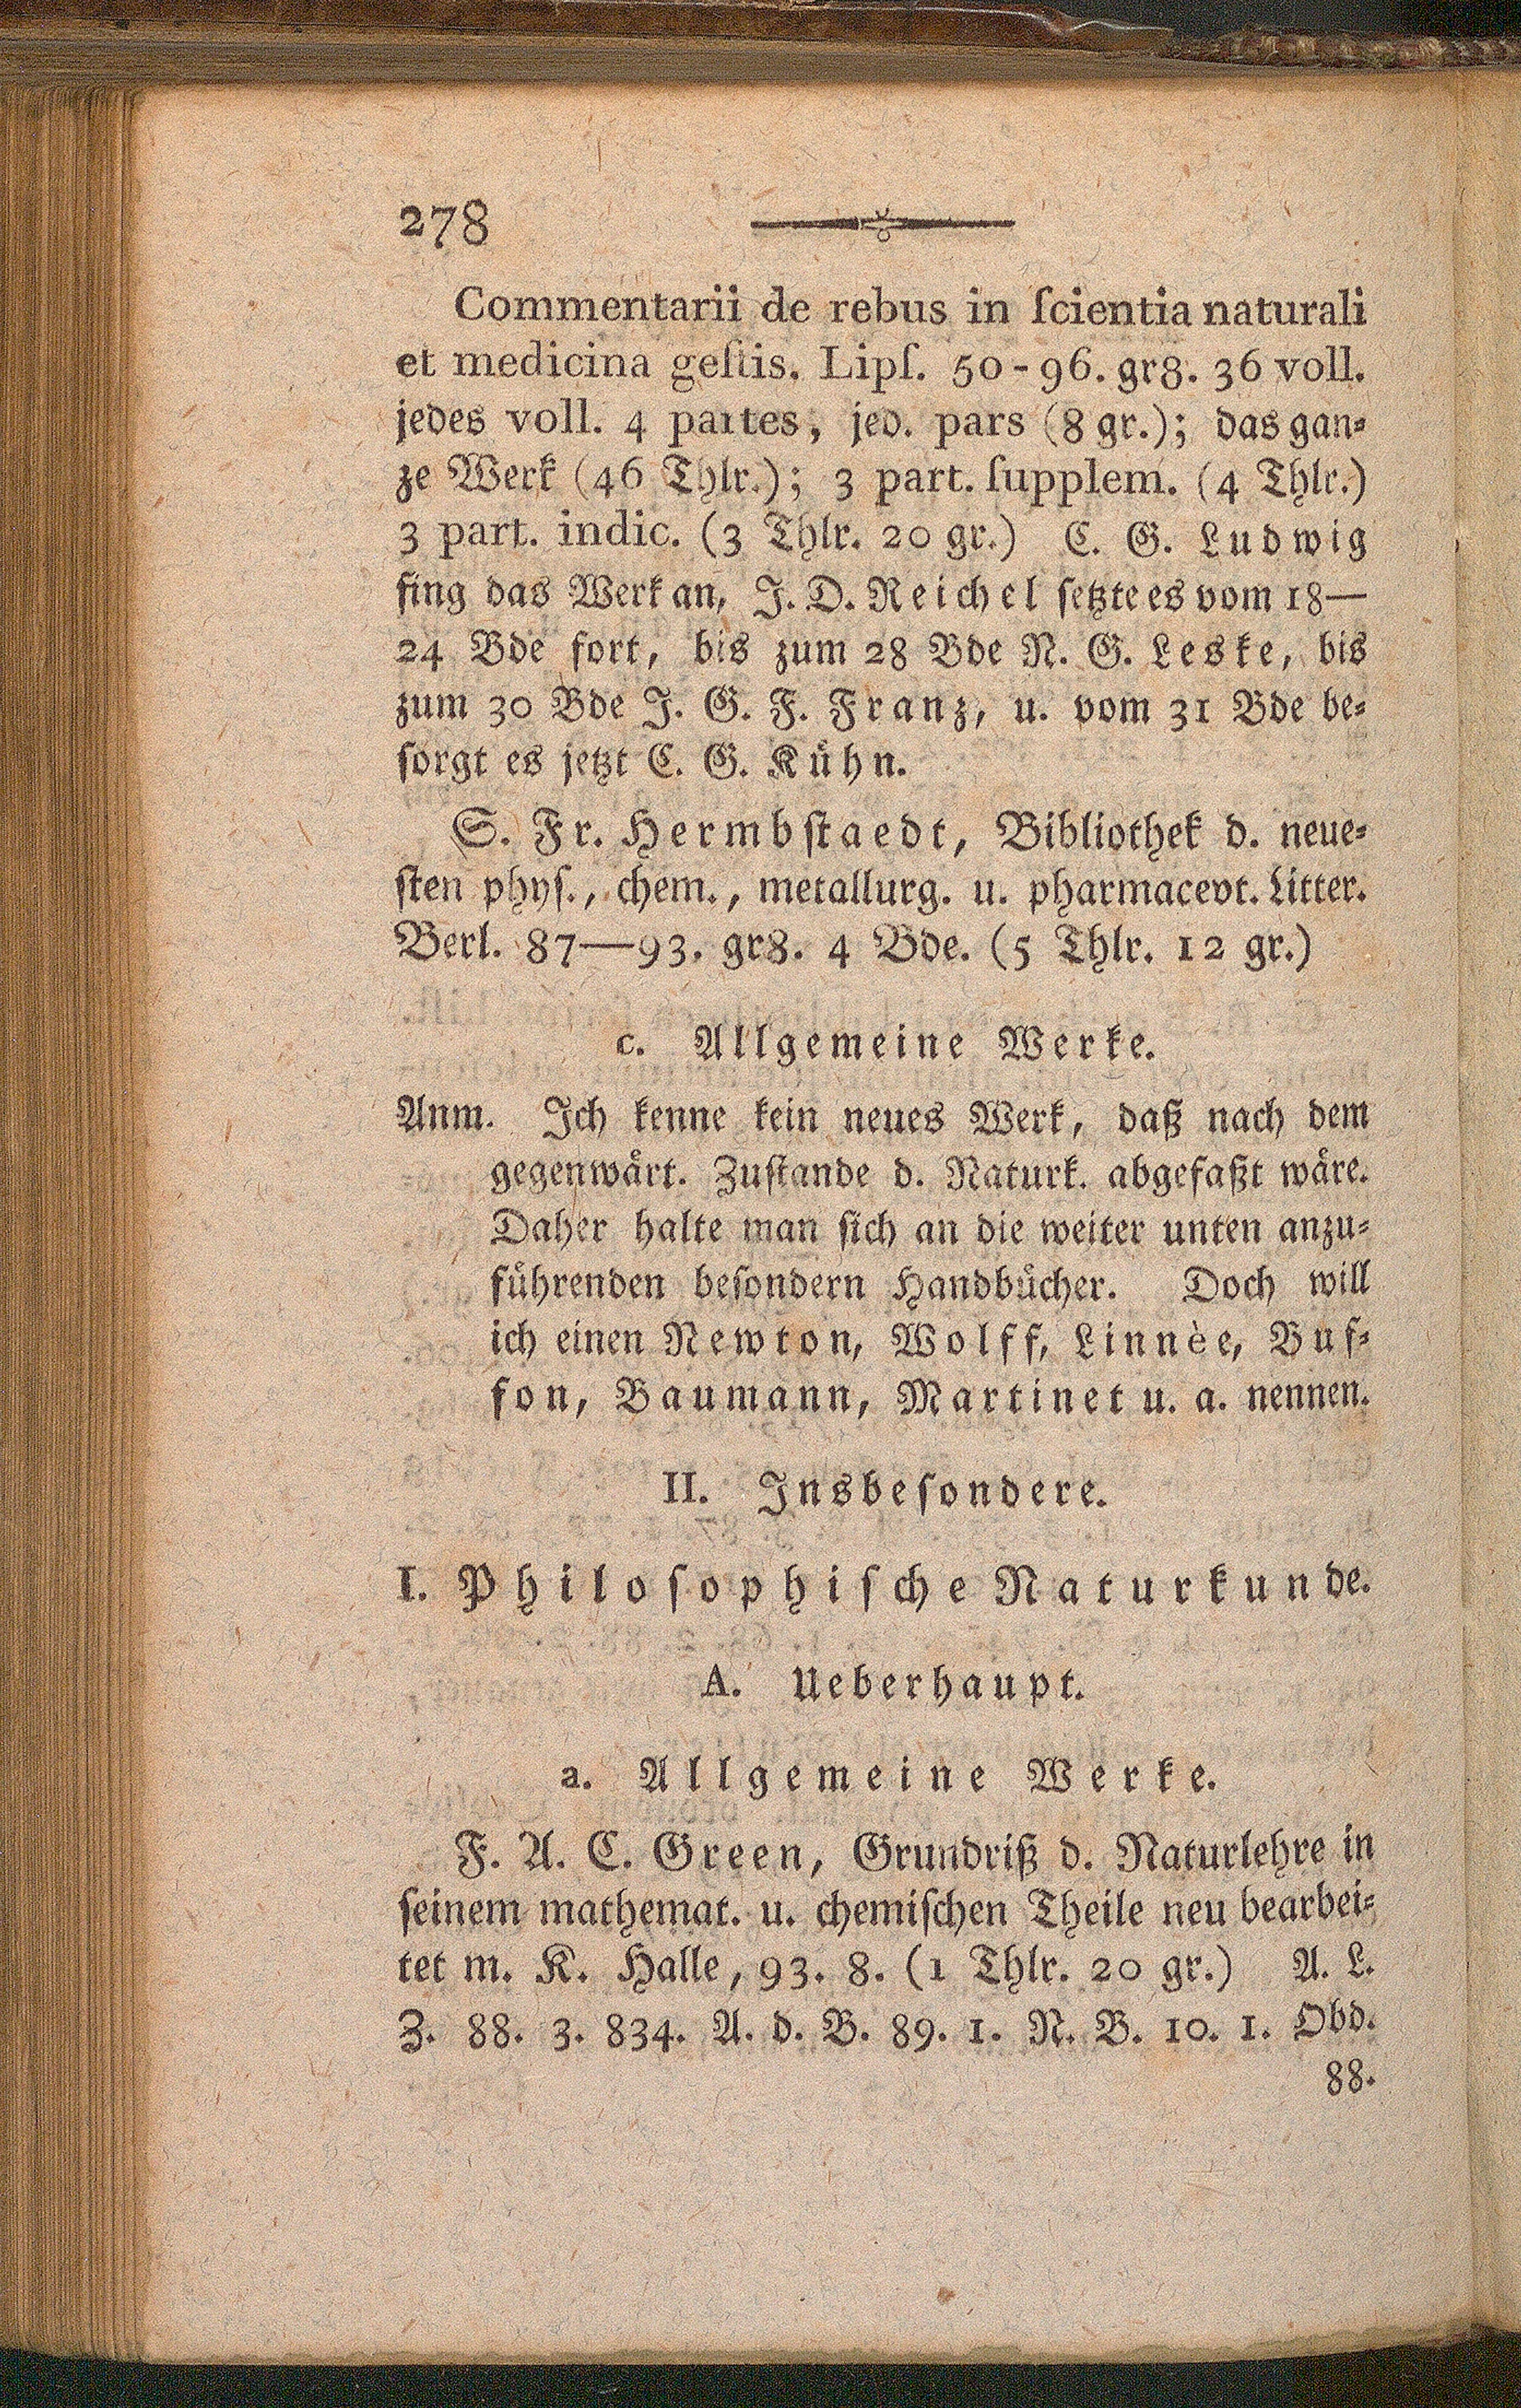 278
Commentarii de rebus in ſcientia naturali
et medicina geſtis. Lipſ. 50-96. gr8. 36 voll.
jedes voll. 4 partes, jed. pars (8 gr.); das gan⸗
ze Werk (46 Thlr.); 3 part. ſupplem. (4 Thlr.)
3 part. indic. (3 Thlr. 20 gr.) C. G. Ludwig
fing das Werk an, J. D. Reichel ſetzte es vom 18—
24 Bde fort, bis zum 28 Bde N. G. Leske, bis
zum 30 Bde J. G. F. Franz, u. vom 31 Bde be⸗
ſorgt es jetzt C. G. Kühn.
S. Fr. Hermbſtaedt, Bibliothek d. neue⸗
ſten phyſ., chem., metallurg. u. pharmacevt. Litter.
Berl. 87—93. gr8. 4 Bde. (5 Thlr. 12 gr.)
c. Allgemeine Werke.
Anm. Ich kenne kein neues Werk, daß nach dem
gegenwärt. Zuſtande d. Naturk. abgefaßt wäre.
Daher halte man ſich an die weiter unten anzu⸗
führenden beſondern Handbücher. Doch will
ich einen Newton, Wolff, Linnèe, Buf⸗
fon, Baumann, Martinet u. a. nennen.
II. Insbeſondere.
I. Philoſophiſche Naturkunde.
A. Ueberhaupt.
a. Allgemeine Werke.
F. A. C. Green, Grundriß d. Naturlehre in
ſeinem mathemat. u. chemiſchen Theile neu bearbei⸗
tet m. K. Halle, 93. 8. (1 Thlr. 20 gr.) A. L.
Z. 88. 3. 834. A. d. B. 89. 1. N. B. 10. 1. Obd.
88.